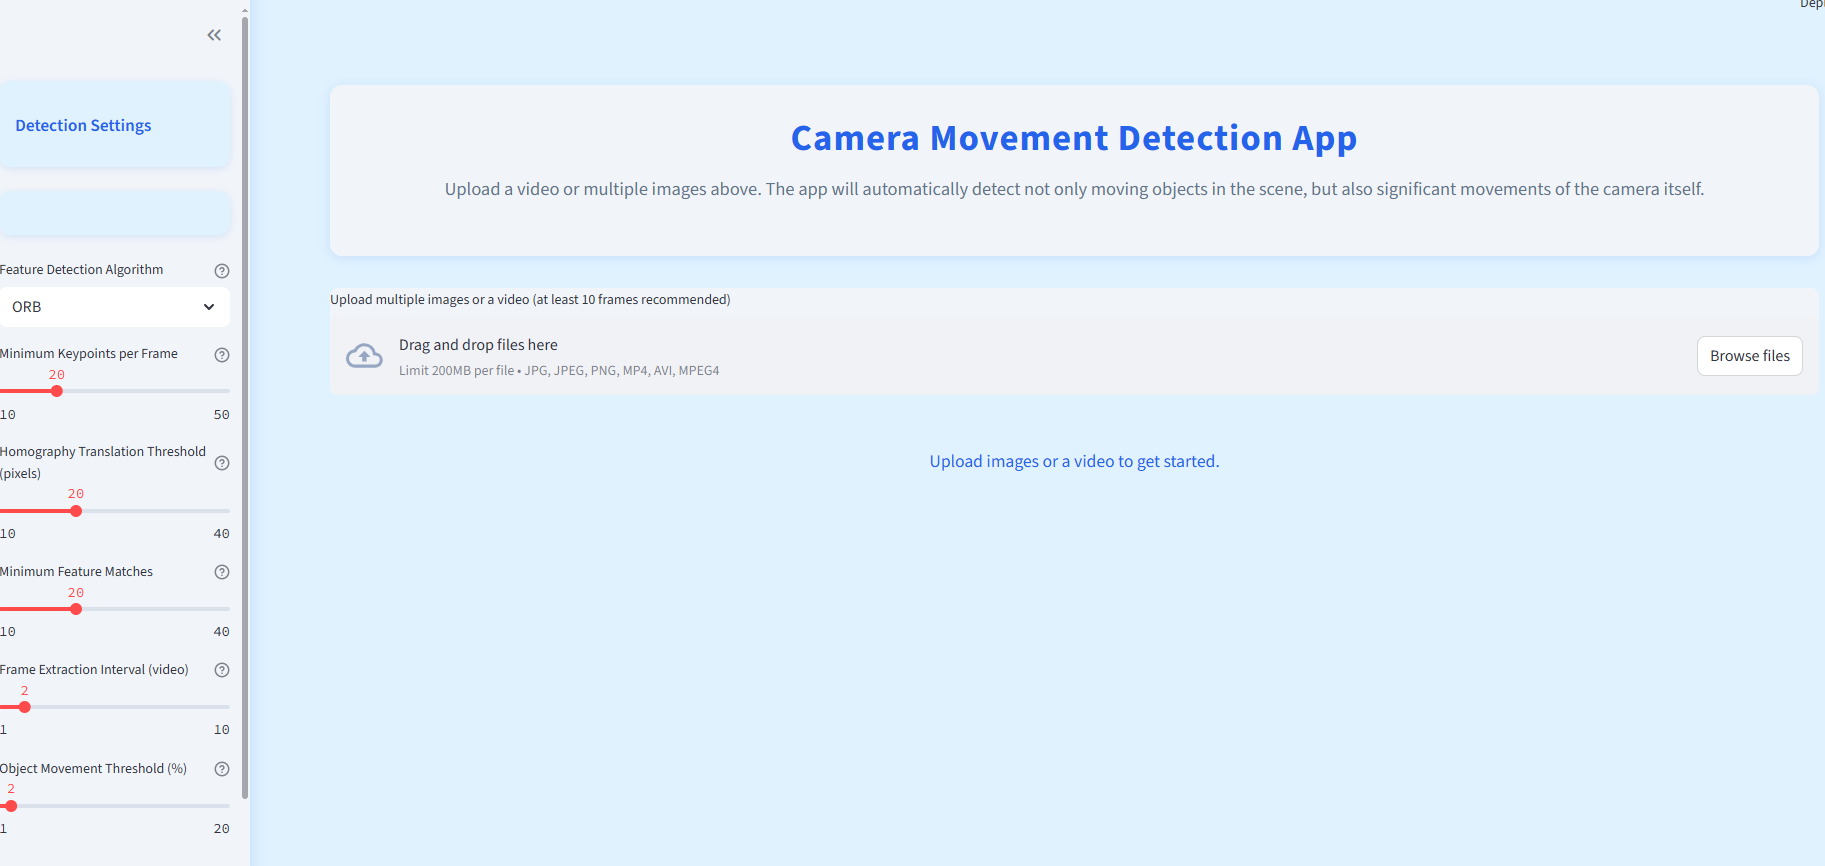 Dep
Detection Settings
Feature Detection Algorithm
ORB
Minimum Keypoints per Frame
20
10 50
Homography Translation Threshold
(pixels)
20
10 40
Minimum Feature Matches
20
10 40
Frame Extraction Interval (video)
2
1 10
Object Movement Threshold (%)
2
1 20
Camera Movement Detection App
Upload a video or multiple images above. The app will automatically detect not only moving objects in the scene, but also significant movements of the camera itself.
Upload multiple images or a video (at least 10 frames recommended)
Drag and drop files here
Limit 200MB per file • JPG, JPEG, PNG, MP4, AVI, MPEG4
Browse files
Upload images or a video to get started.